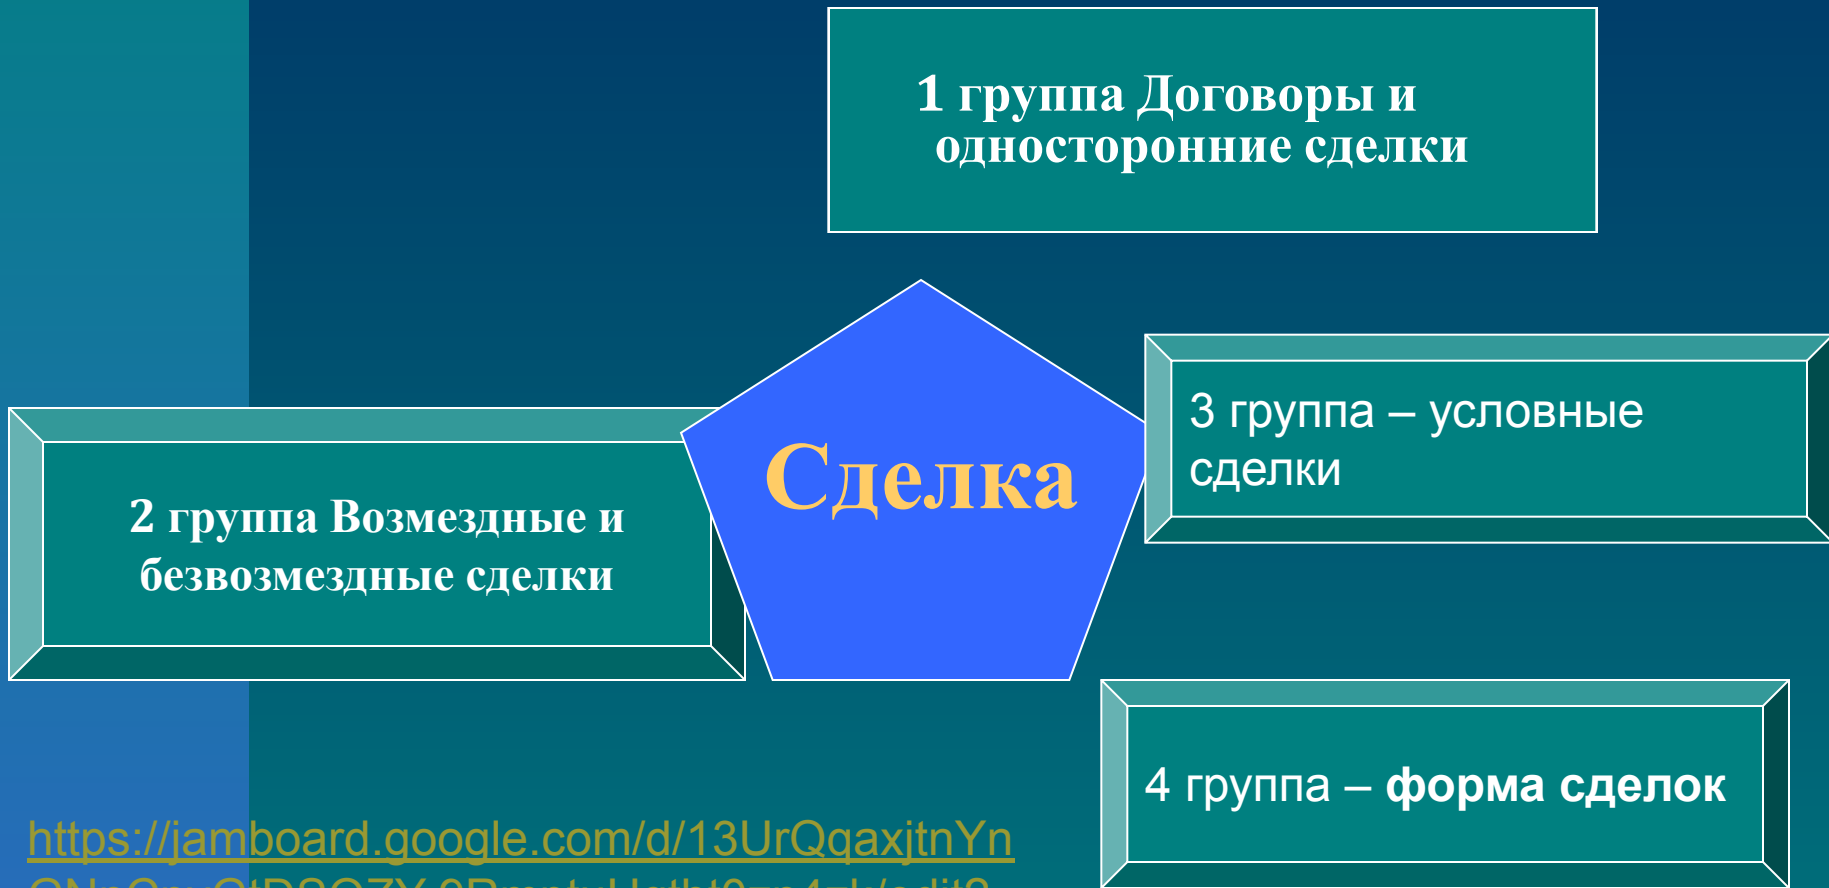 1 группа Договоры и
односторонние сделки
Сделка
3 группа – условные
сделки
2 группа Возмездные и
безвозмездные сделки
4 группа – форма сделок
https://jamboard.google.com/d/13UrQqaxjtnYn